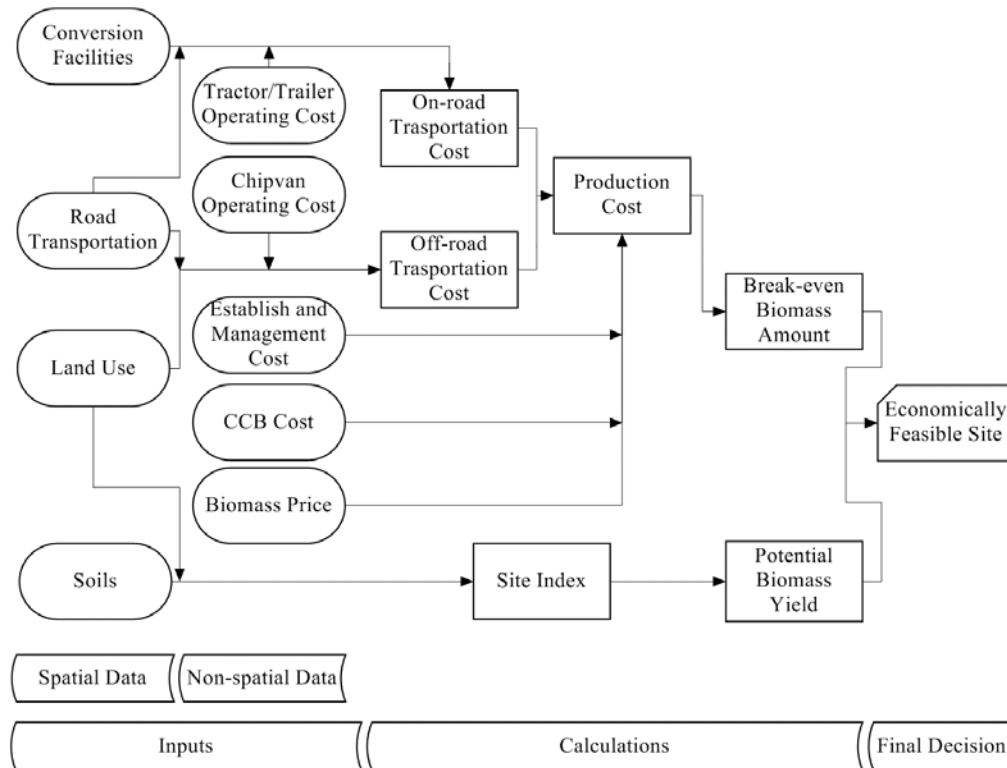 Conversion
Facilities
Tractor/Trailer
Operating Cost
On-road
Trasportation
Cost
Chipvan
Operating Cost
Production
Cost
Road
Transportation
Off-road
Trasportation
Cost
Break-even
Biomass
Amount
Establish and
Management
Cost
Land Use
Economically
Feasible Site
CCB Cost
Biomass Price
Soils
Site Index
Potential
Biomass
Yield
Spatial Data
Non-spatial Data
Inputs
Calculations
Final Decision